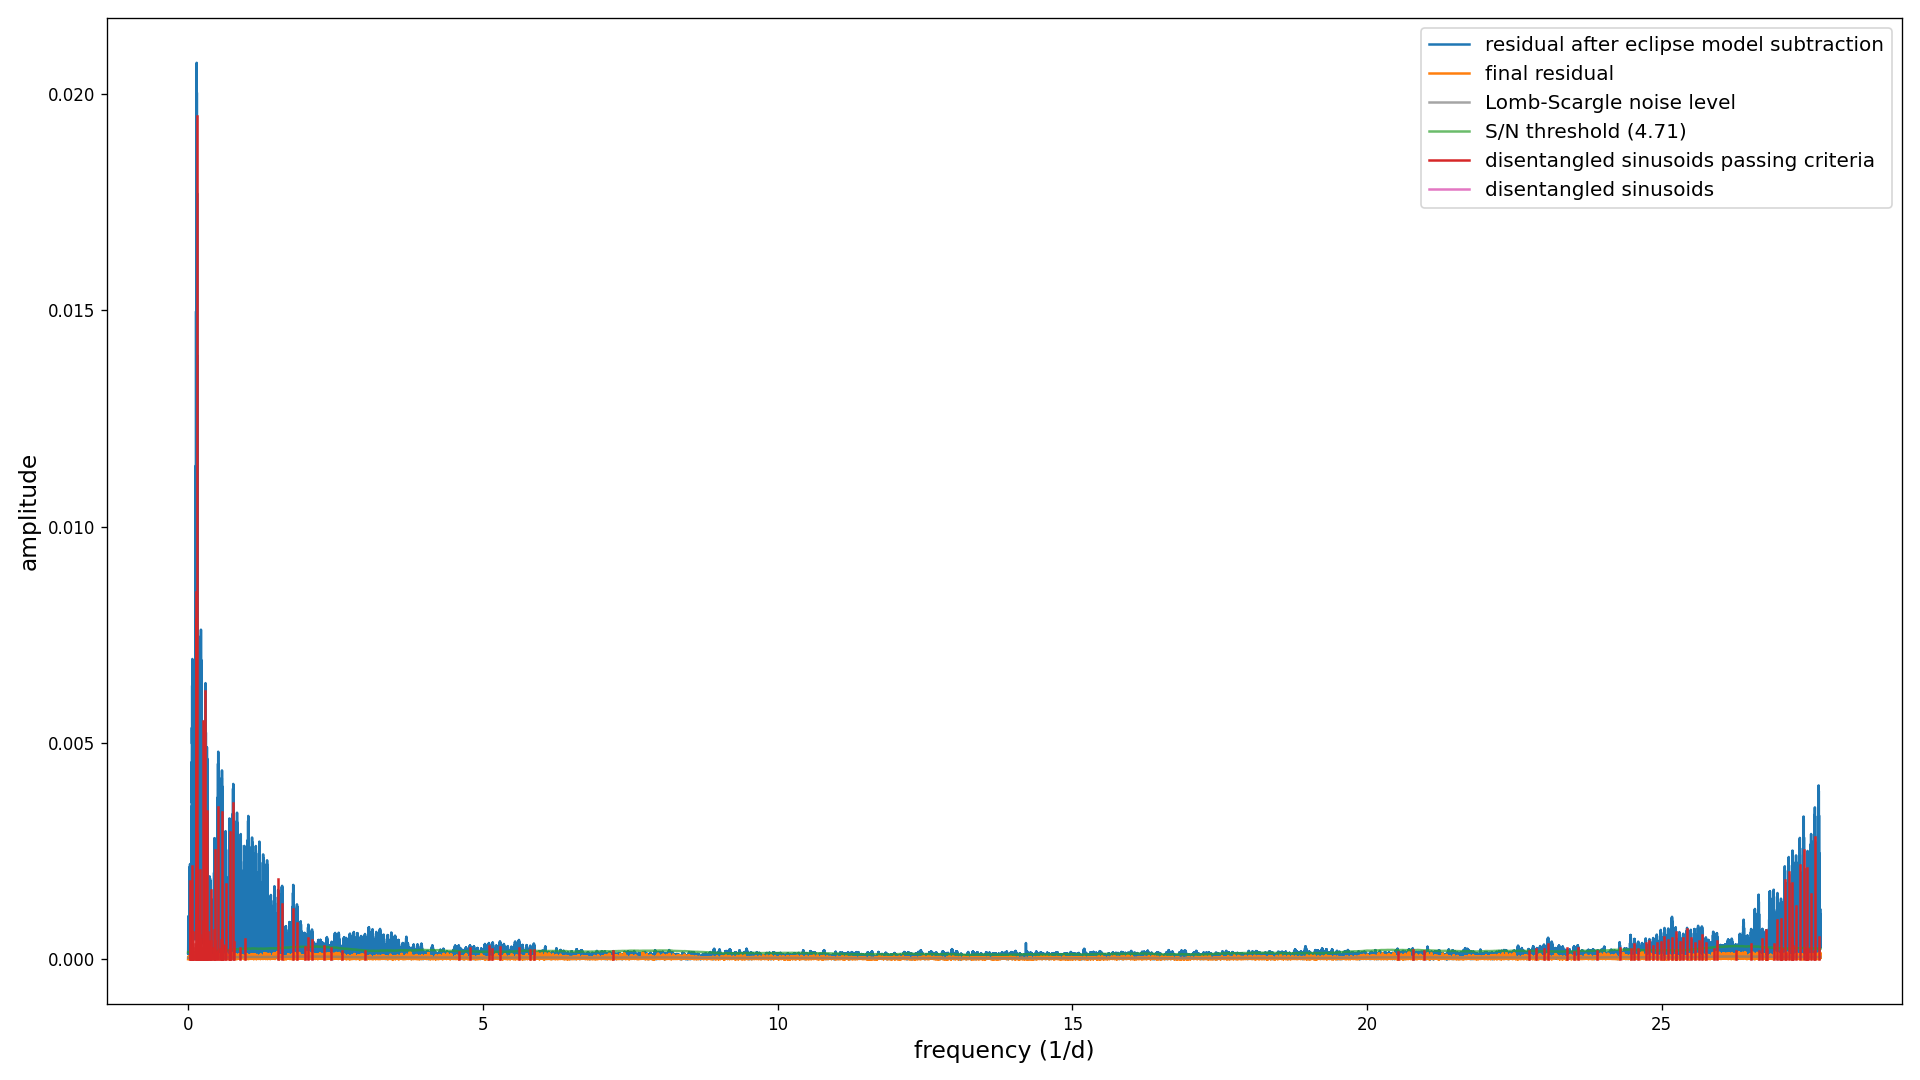 residual after eclipse model subtraction
final residual
Lomb-Scargle noise level
S/N threshold (4.71)
disentangled sinusoids passing criteria
disentangled sinusoids
0.020
0.015
0.010
0.005
0.000
amplitude
0 5 10 15 20 25
frequency (1/d)